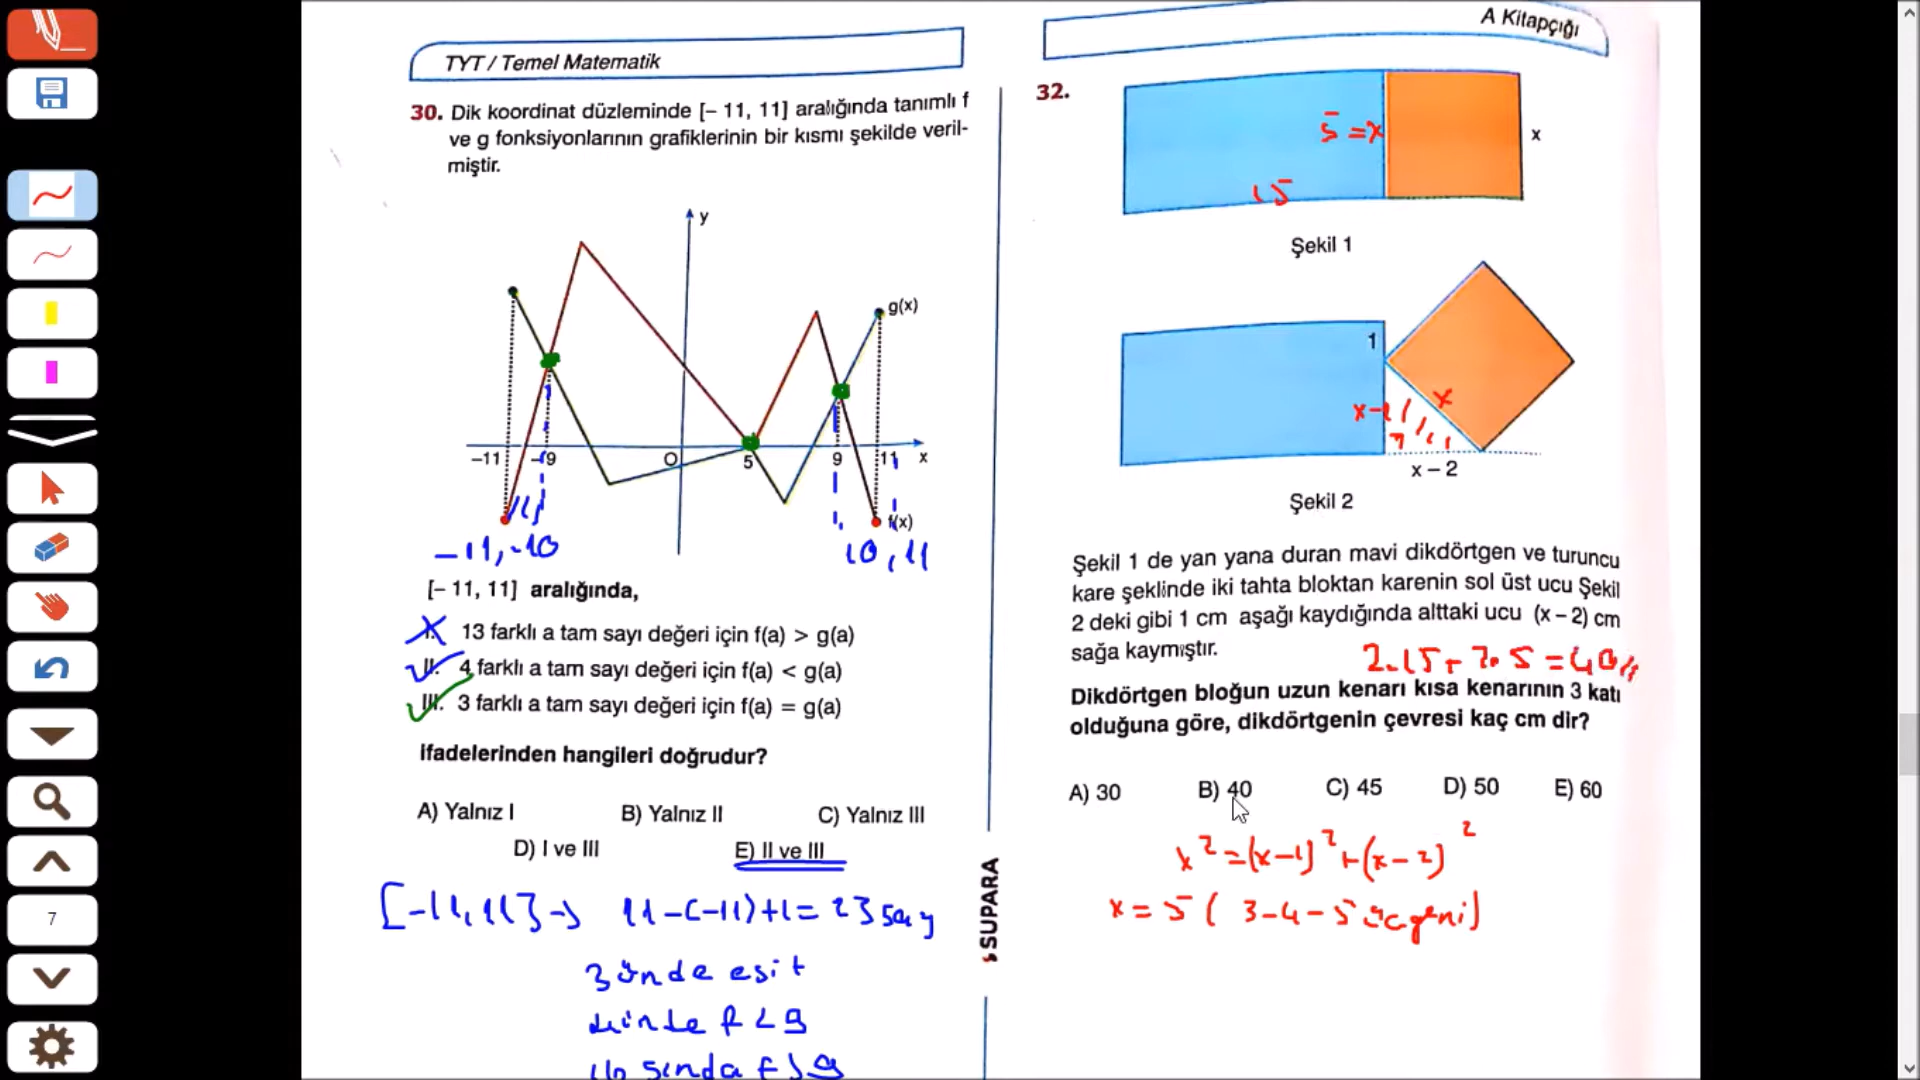 TYT / Temel Matematik
30. Dik koordinat düzleminde [– 11, 11] aralığında tanımlı f
ve g fonksiyonlarının grafiklerinin bir kısmı şekilde veril-
miştir.
y
g(x)
–11
–9
O
5
9
11
x
f(x)
-11,-10
10,11
[– 11, 11] aralığında,
I. 13 farklı a tam sayı değeri için f(a) > g(a)
II. 4 farklı a tam sayı değeri için f(a) < g(a)
III. 3 farklı a tam sayı değeri için f(a) = g(a)
ifadelerinden hangileri doğrudur?
A) Yalnız I
B) Yalnız II
C) Yalnız III
D) I ve III
E) II ve III
[-11,11] → 11-(-11)+1=23 say
3 ünde eşit
4 ünde f<g
16 sında f>g
SUPARA
A Kitapçığı
32.
5=x
15
x
Şekil 1
1
x-1
x
x – 2
Şekil 2
Şekil 1 de yan yana duran mavi dikdörtgen ve turuncu
kare şeklinde iki tahta bloktan karenin sol üst ucu Şekil
2 deki gibi 1 cm aşağı kaydığında alttaki ucu (x – 2) cm
sağa kaymıştır.
2.15+2.5=40
Dikdörtgen bloğun uzun kenarı kısa kenarının 3 katı
olduğuna göre, dikdörtgenin çevresi kaç cm dir?
A) 30
B) 40
C) 45
D) 50
E) 60
x²=(x-1)²+(x-2)²
x=5 ( 3-4-5 üçgeni)
7